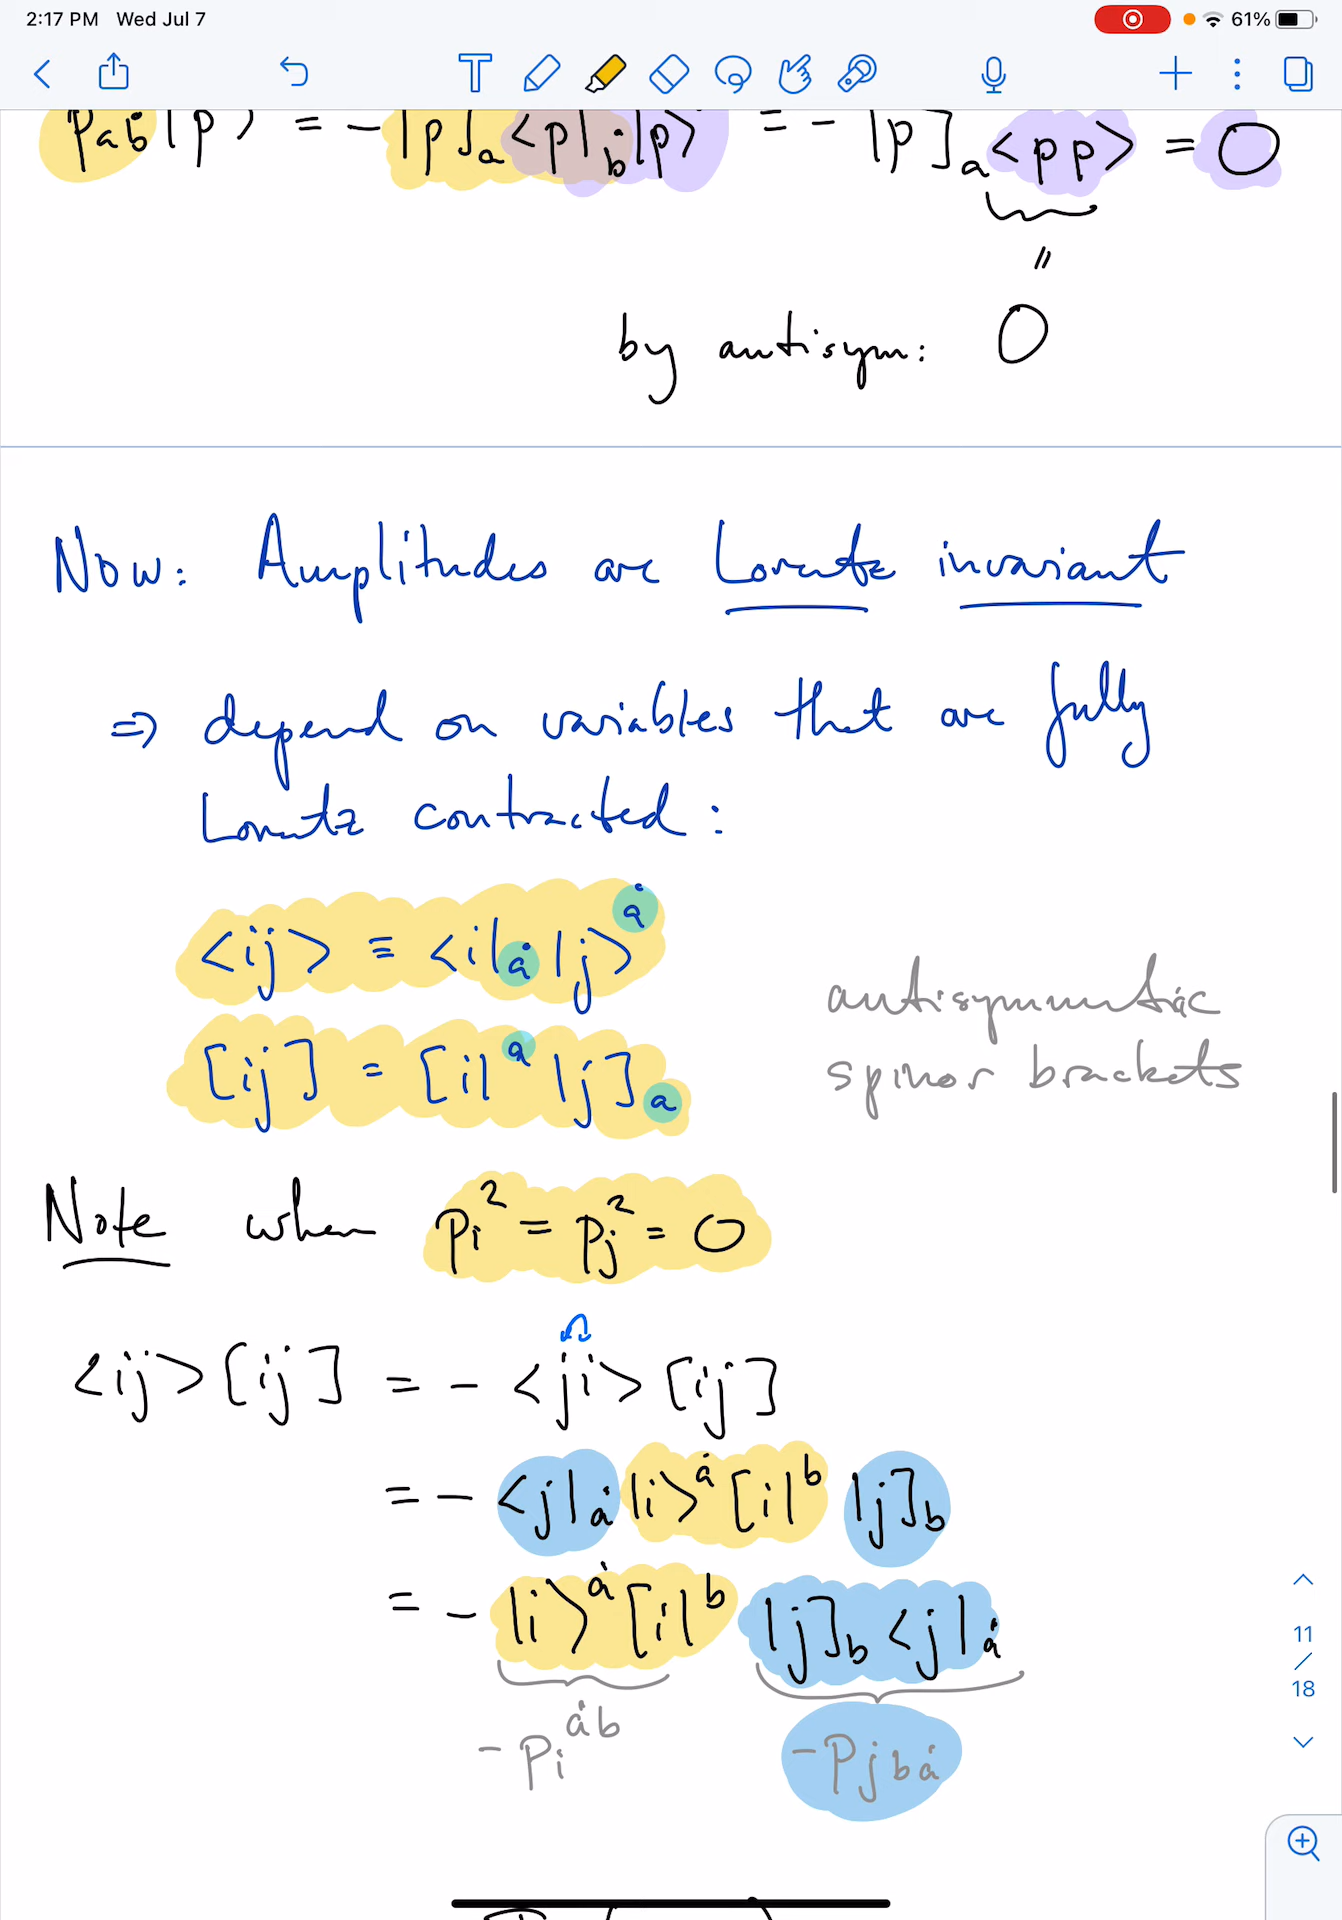 2:17 PM Wed Jul 7 61%
p_{aḃ}|p⟩ = -|p]_a<p|_ḃ|p⟩ = -|p]_a<pp> = 0
"
by antisym: 0
Now: Amplitudes are Lorentz invariant
⇒ depend on variables that are fully
Lorentz contracted:
<ij> ≡ <i|_ȧ|j>^ȧ
[ij] = [i|^a|j]_a
antisymmetric
spinor brackets
Note when p_i^2 = p_j^2 = 0
<ij>[ij] = - <ji>[ij]
= - <j|_ȧ|i>^ȧ[i|^b|j]_b
= - |i>^ȧ[i|^b|j]_b<j|_ȧ
-p_i^{ȧb} -p_{jbȧ}
11
/
18